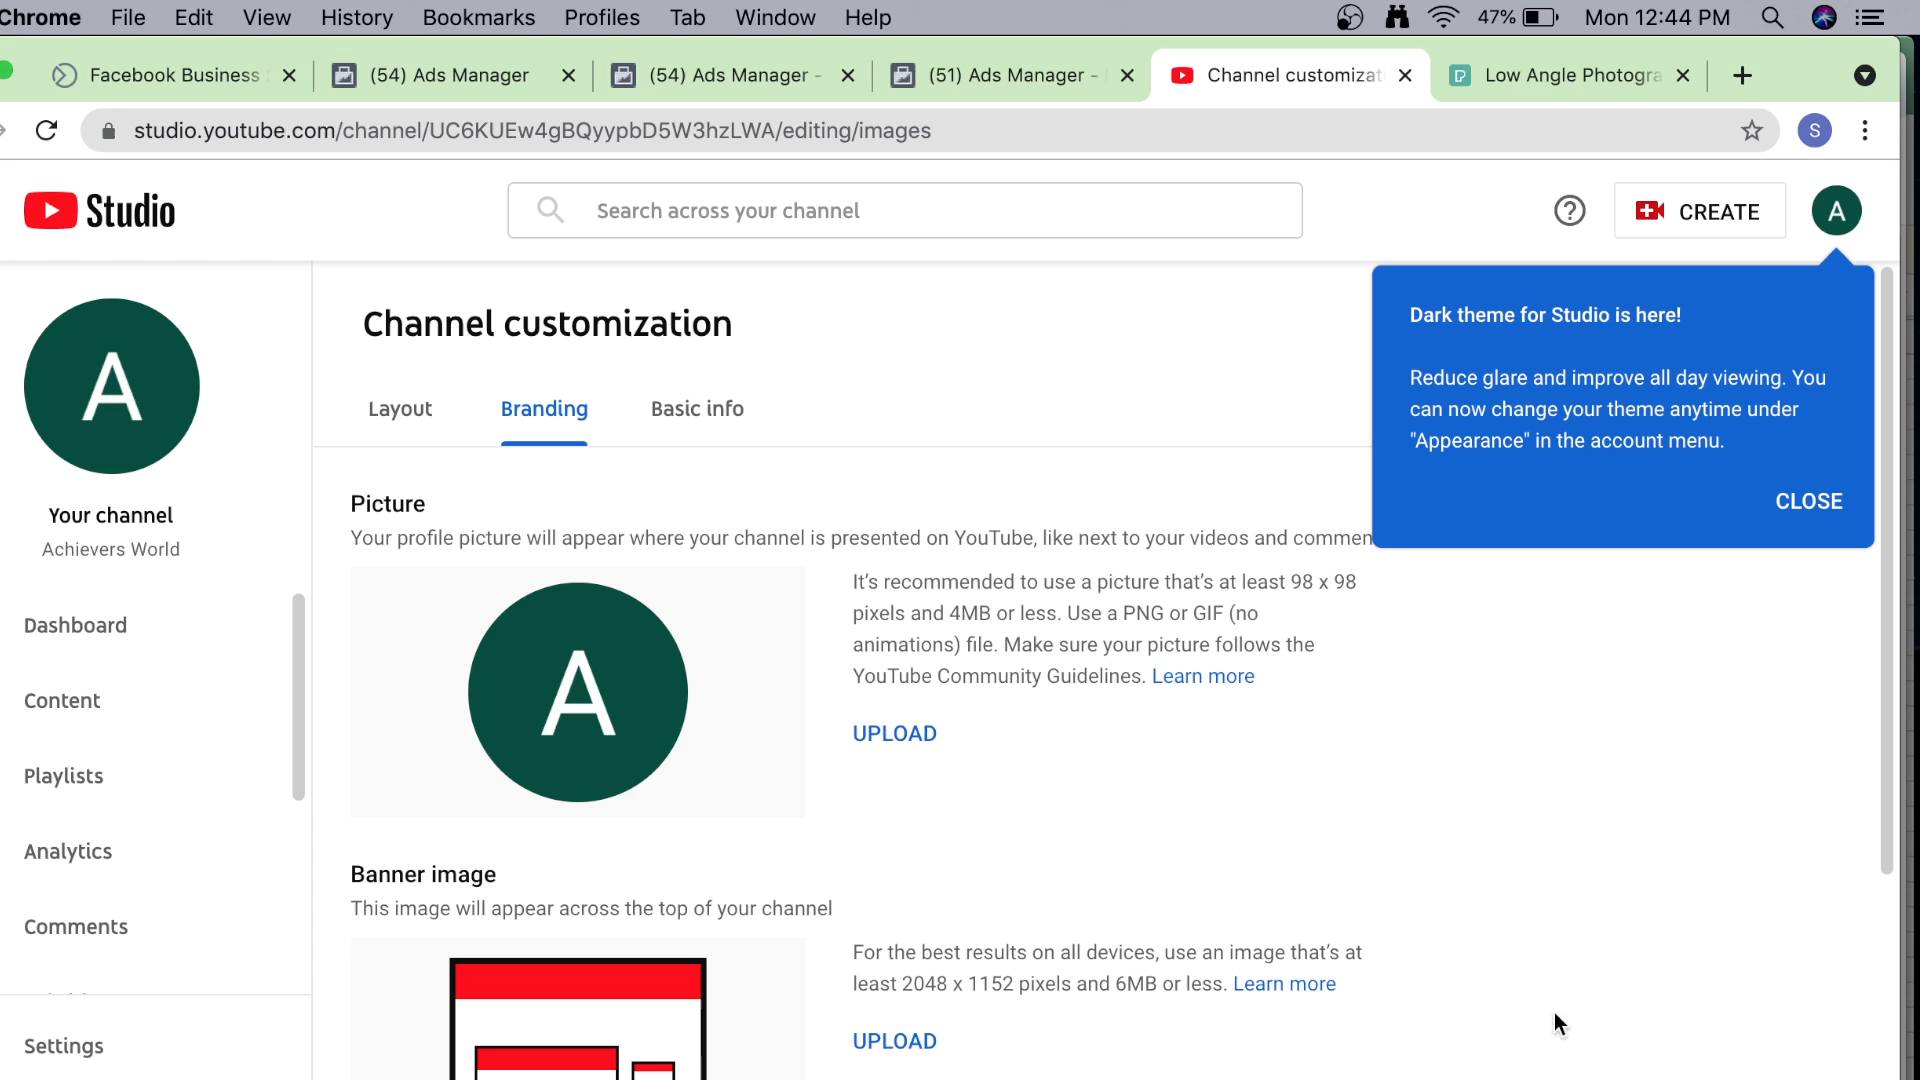 Chrome File Edit View History Bookmarks Profiles Tab Window Help 47% Mon 12:44 PM
Facebook Business (54) Ads Manager (54) Ads Manager - (51) Ads Manager - Channel customizat Low Angle Photogra
studio.youtube.com/channel/UC6KUEw4gBQyypbD5W3hzLWA/editing/images S
Studio Search across your channel CREATE A
A
Your channel
Achievers World
Dashboard
Content
Playlists
Analytics
Comments
Settings
Channel customization
Layout Branding Basic info
Dark theme for Studio is here!
Reduce glare and improve all day viewing. You
can now change your theme anytime under
"Appearance" in the account menu.
CLOSE
Picture
Your profile picture will appear where your channel is presented on YouTube, like next to your videos and commen
A
It's recommended to use a picture that's at least 98 x 98
pixels and 4MB or less. Use a PNG or GIF (no
animations) file. Make sure your picture follows the
YouTube Community Guidelines. Learn more
UPLOAD
Banner image
This image will appear across the top of your channel
For the best results on all devices, use an image that's at
least 2048 x 1152 pixels and 6MB or less. Learn more
UPLOAD